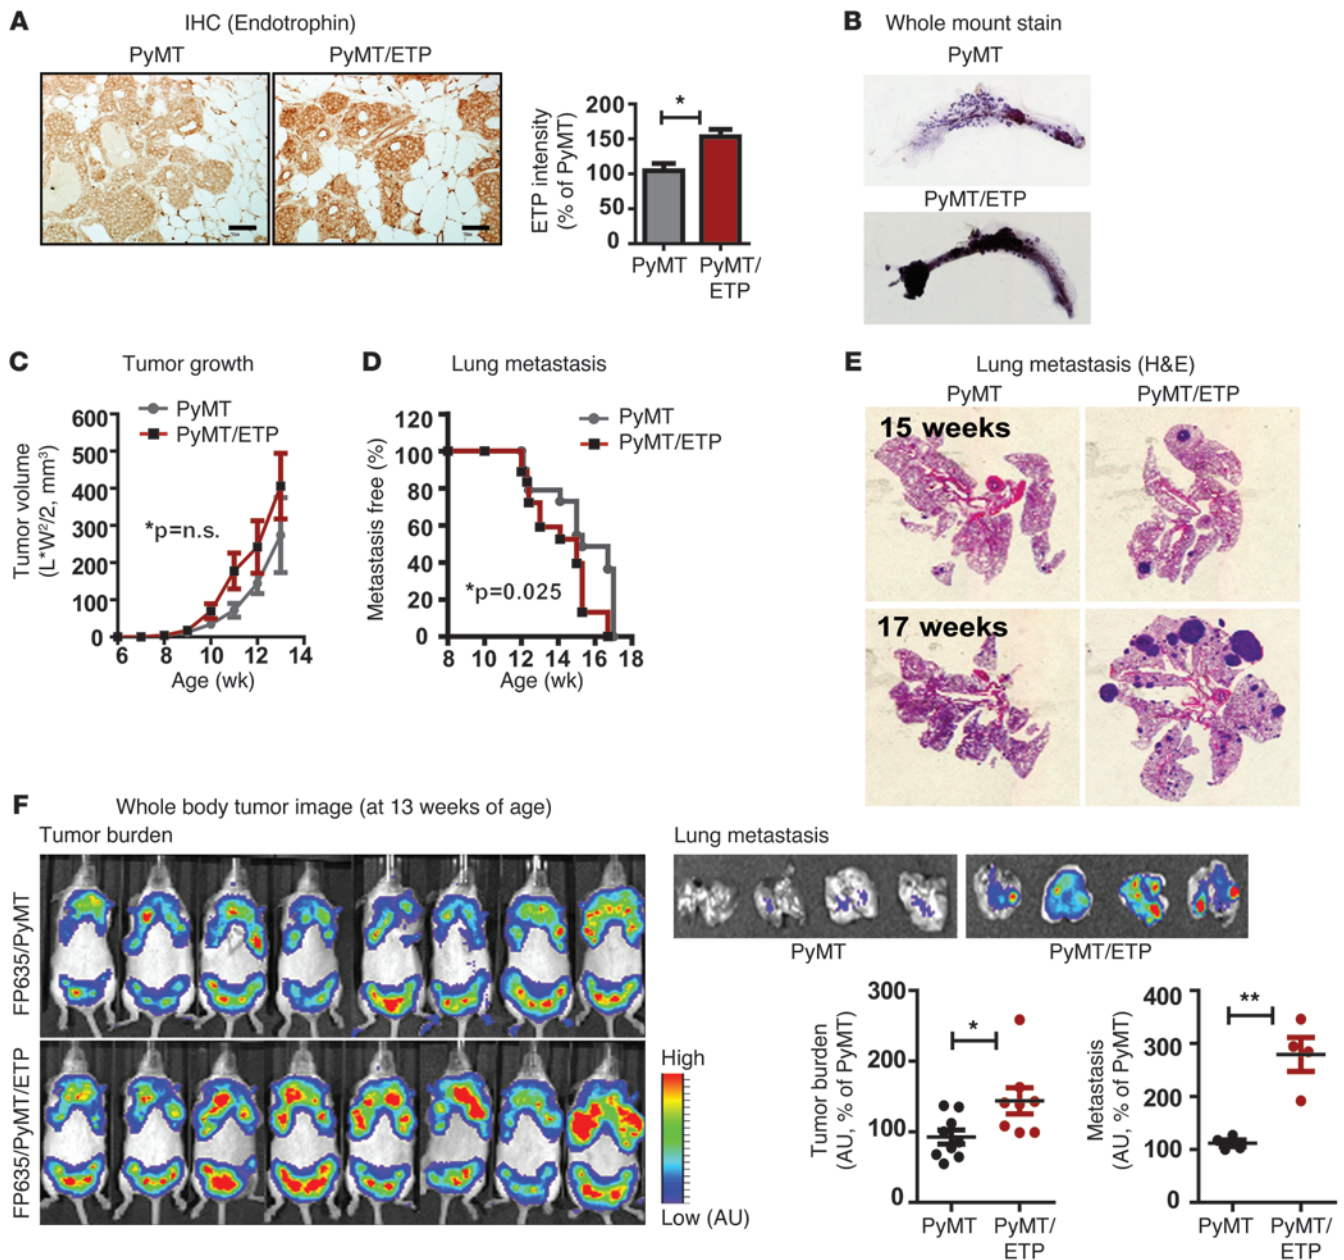 A
IHC (Endotrophin)
PyMT
PyMT/ETP
ETP intensity
(% of PyMT)
200
150
100
50
0
*
PyMT
PyMT/
ETP
B
Whole mount stain
PyMT
PyMT/ETP
C
Tumor growth
PyMT
PyMT/ETP
Tumor volume
(L*W²/2, mm³)
600
500
400
300
200
100
0
*p=n.s.
6 8 10 12 14
Age (wk)
D
Lung metastasis
PyMT
PyMT/ETP
Metastasis free (%)
120
100
80
60
40
20
0
*p=0.025
8 10 12 14 16 18
Age (wk)
E
Lung metastasis (H&E)
PyMT
PyMT/ETP
15 weeks
17 weeks
F
Whole body tumor image (at 13 weeks of age)
Tumor burden
FP635/PyMT
FP635/PyMT/ETP
High
Low (AU)
Lung metastasis
PyMT
PyMT/ETP
Tumor burden
(AU, % of PyMT)
300
200
100
0
*
PyMT
PyMT/
ETP
Metastasis
(AU, % of PyMT)
400
300
200
100
0
**
PyMT
PyMT/
ETP